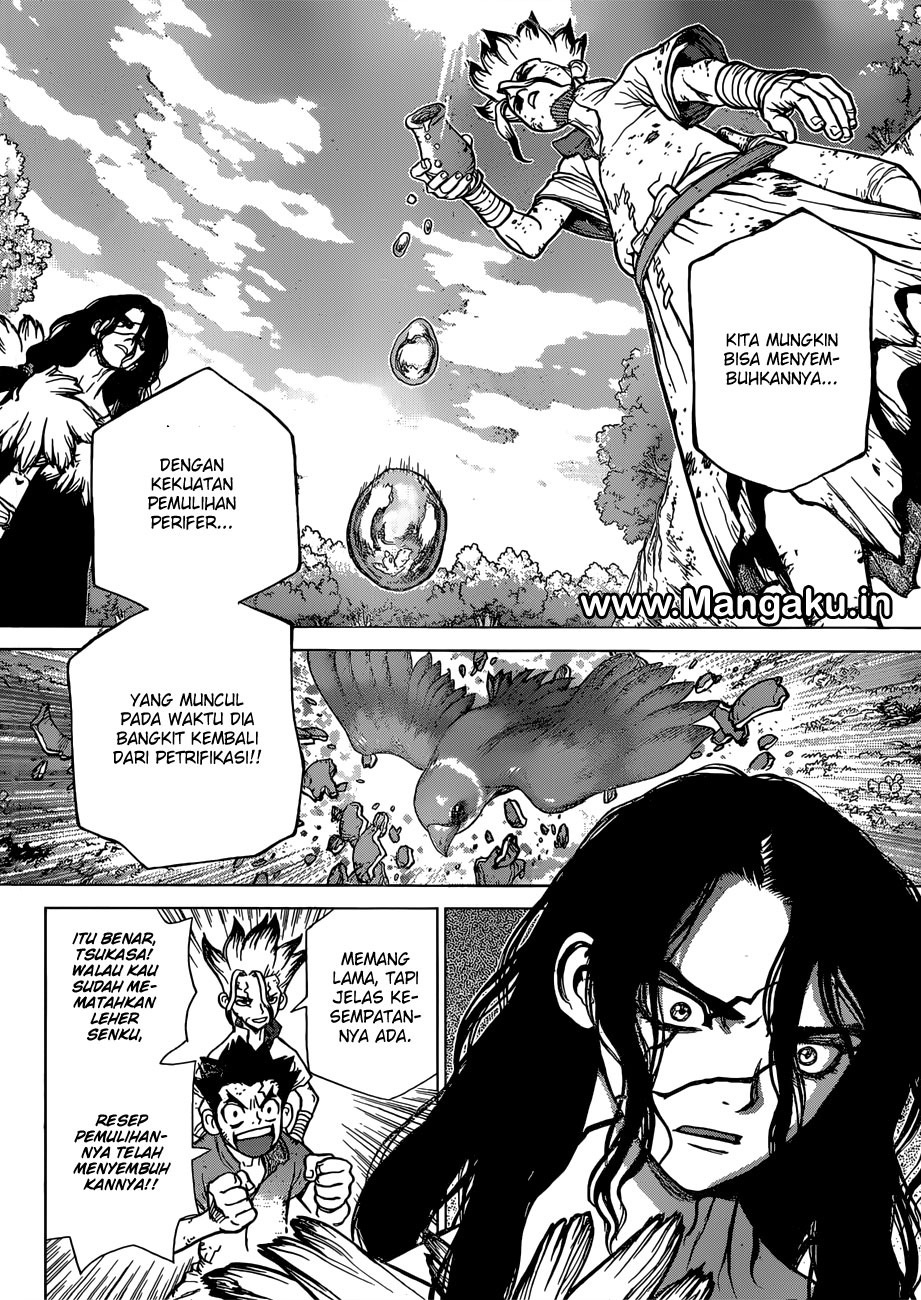 KITA MUNGKIN
BISA MENYEM-
BUHKANNYA...
DENGAN
KEKUATAN
PEMULIHAN
PERIFER...
www.Mangaku.in
YANG MUNCUL
PADA WAKTU DIA
BANGKIT KEMBALI
DARI PETRIFIKASI!!
MEMANG
LAMA, TAPI
JELAS KE-
SEMPATAN-
NYA ADA.
ITU BENAR,
TSUKASA!
WALAU KAU
SUDAH ME-
MATAHKAN
LEHER
SENKU,
RESEP
PEMULIHAN-
NYA TELAH
MENYEMBUH
KANNYA!!